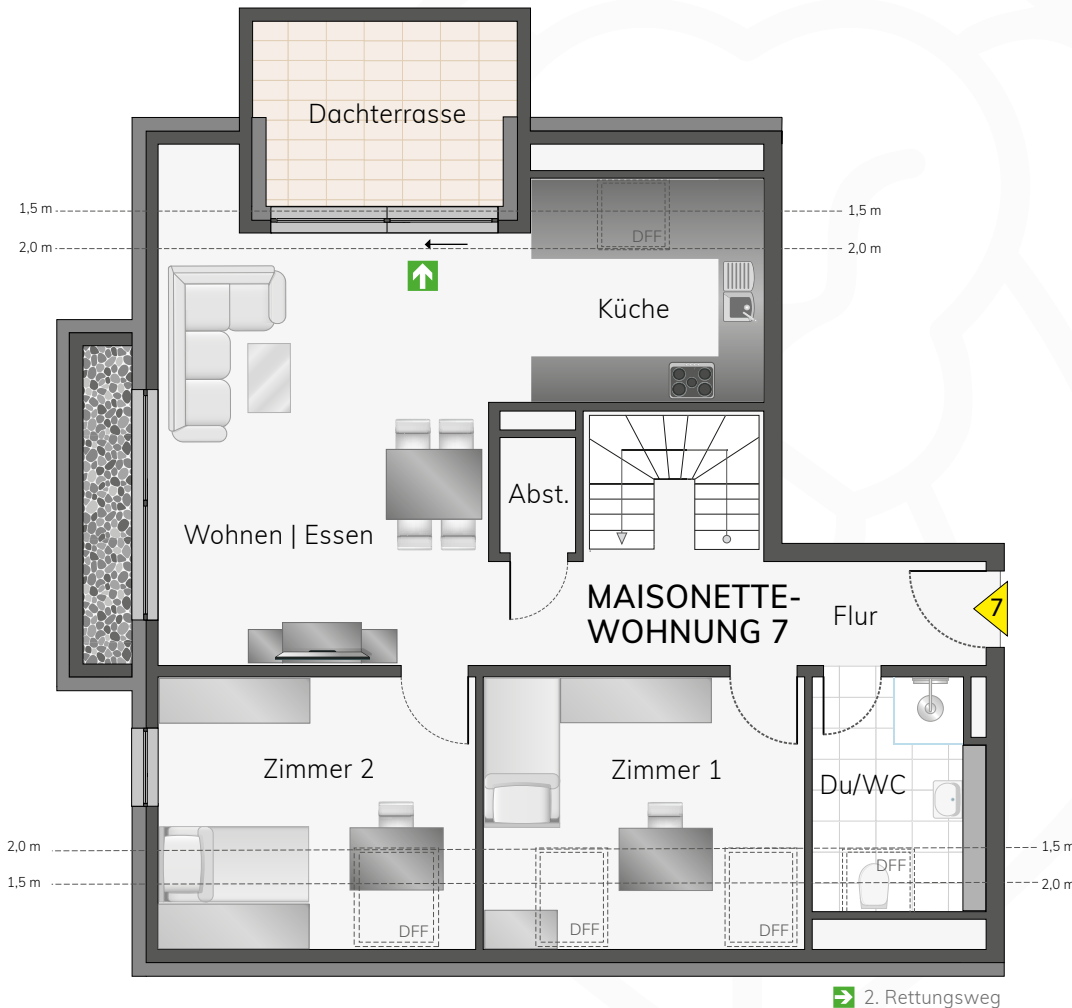 Dachterrasse
1,5 m
1,5 m
2,0 m
2,0 m
DFF
Küche
Abst.
Wohnen | Essen
MAISONETTE-
WOHNUNG 7
Flur
7
Zimmer 2
Zimmer 1
Du/WC
2,0 m
1,5 m
1,5 m
2,0 m
DFF
DFF
DFF
DFF
2. Rettungsweg